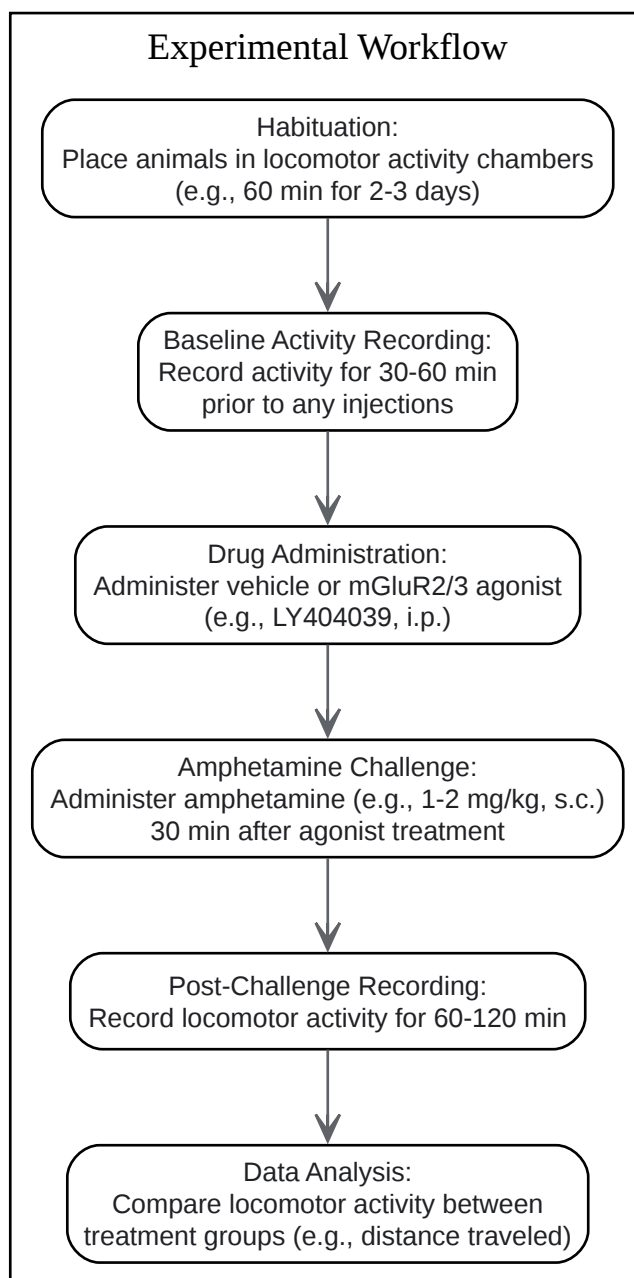 Experimental Workflow
Habituation:
Place animals in locomotor activity chambers
(e.g., 60 min for 2-3 days)
Baseline Activity Recording:
Record activity for 30-60 min
prior to any injections
Drug Administration:
Administer vehicle or mGluR2/3 agonist
(e.g., LY404039, i.p.)
Amphetamine Challenge:
Administer amphetamine (e.g., 1-2 mg/kg, s.c.)
30 min after agonist treatment
Post-Challenge Recording:
Record locomotor activity for 60-120 min
Data Analysis:
Compare locomotor activity between
treatment groups (e.g., distance traveled)